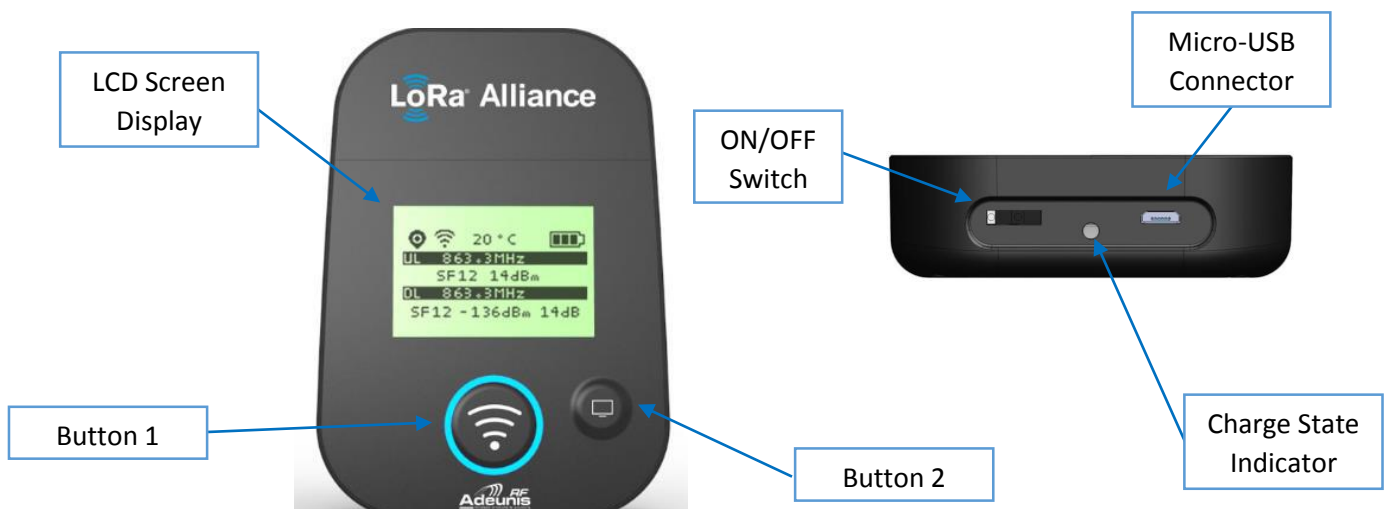 LCD Screen
Display
LoRa® Alliance
20°C
UL 863.3MHz
SF12 14dBm
DL 863.3MHz
SF12 -136dBm 14dB
Button 1
Button 2
Adeunis RF
ON/OFF
Switch
Micro-USB
Connector
Charge State
Indicator